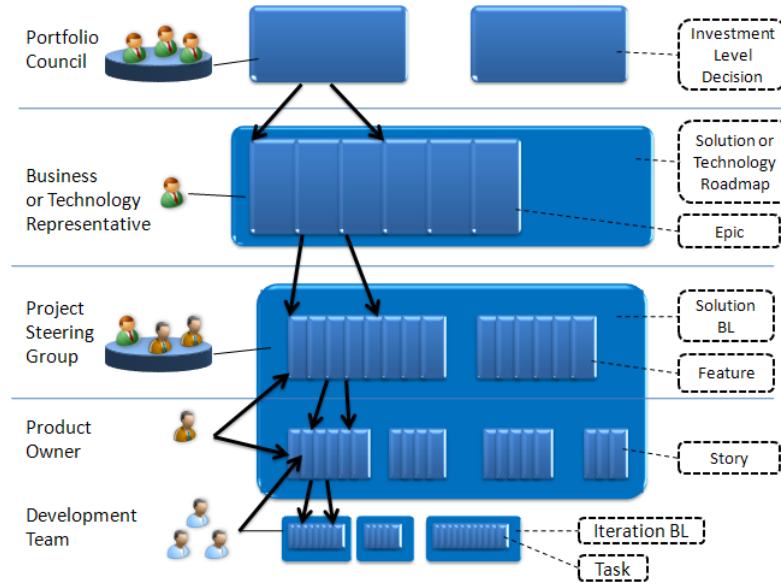 Portfolio
Council
Investment
Level
Decision
Business
or Technology
Representative
Solution or
Technology
Roadmap
Epic
Project
Steering
Group
Solution
BL
Feature
Product
Owner
Story
Development
Team
Iteration BL
Task